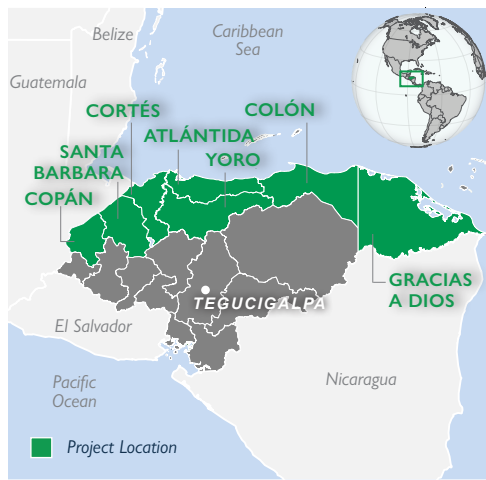 Belize
Caribbean
Sea
Guatemala
CORTÉS
COLÓN
ATLÁNTIDA
SANTA
BARBARA
YORO
COPÁN
GRACIAS
A DIOS
TEGUCIGALPA
El Salvador
Pacific
Ocean
Nicaragua
Project Location